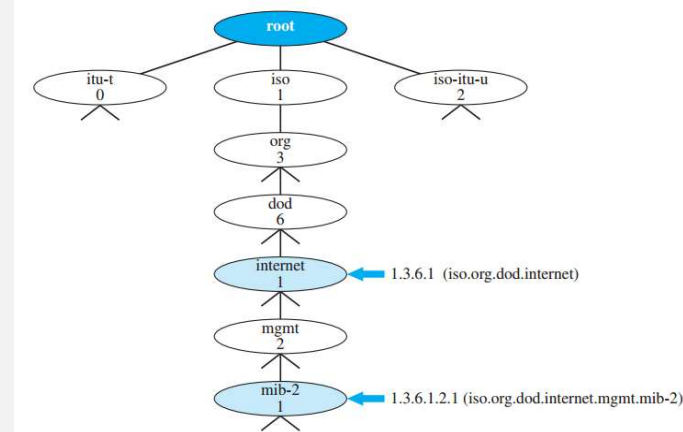 root
itu-t
0
iso
1
iso-itu-u
2
org
3
dod
6
internet
1
1.3.6.1 (iso.org.dod.internet)
mgmt
2
mib-2
1
1.3.6.1.2.1 (iso.org.dod.internet.mgmt.mib-2)